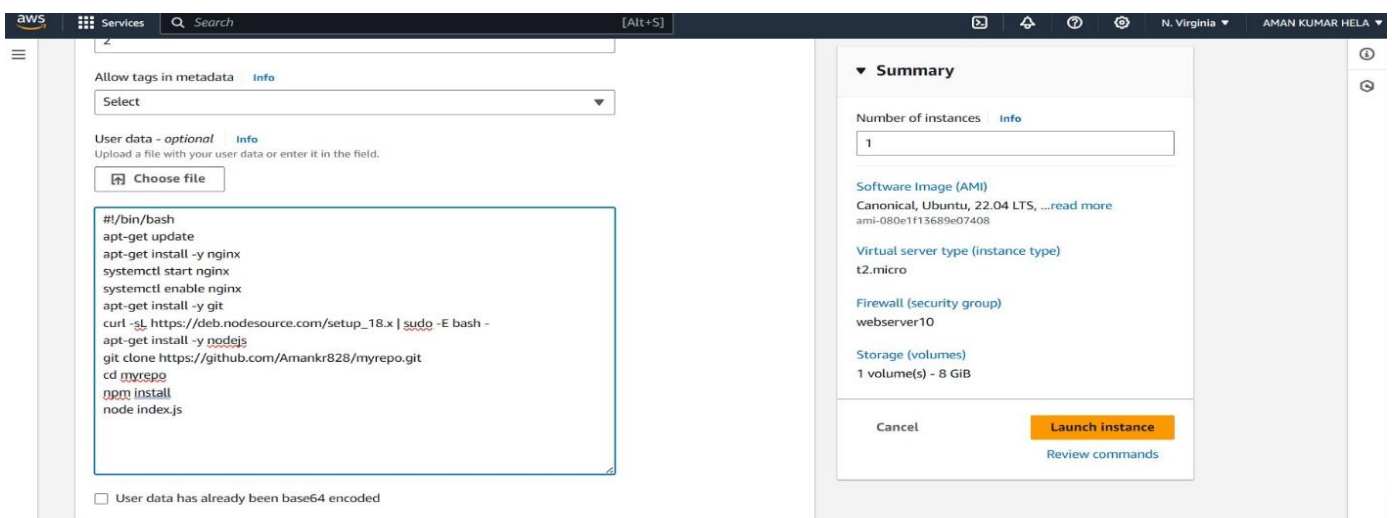 aws Services Search [Alt+S] N. Virginia AMAN KUMAR HELA
2
Allow tags in metadata Info
Select
User data - optional Info
Upload a file with your user data or enter it in the field.
Choose file
#!/bin/bash
apt-get update
apt-get install -y nginx
systemctl start nginx
systemctl enable nginx
apt-get install -y git
curl -sL https://deb.nodesource.com/setup_18.x | sudo -E bash -
apt-get install -y nodejs
git clone https://github.com/Amankr828/myrepo.git
cd myrepo
npm install
node index.js
User data has already been base64 encoded
Summary
Number of instances Info
1
Software Image (AMI)
Canonical, Ubuntu, 22.04 LTS, ...read more
ami-080e1f13689e07408
Virtual server type (instance type)
t2.micro
Firewall (security group)
webserver10
Storage (volumes)
1 volume(s) - 8 GiB
Cancel Launch instance
Review commands